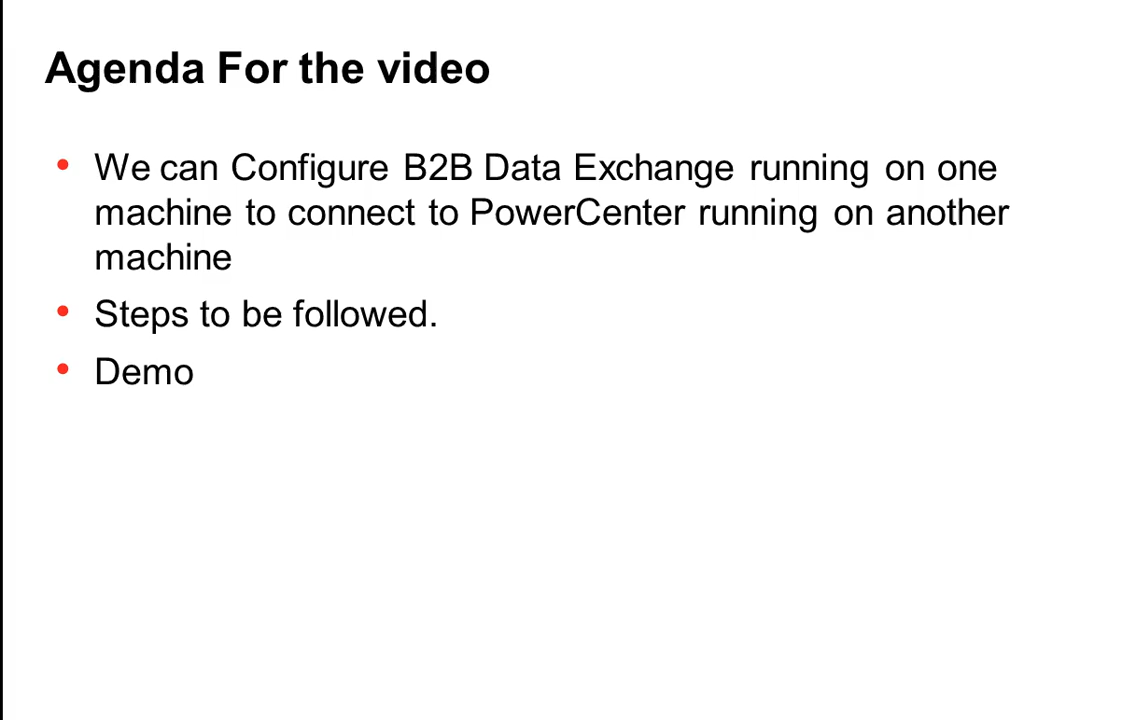 Agenda For the video
• We can Configure B2B Data Exchange running on one
machine to connect to PowerCenter running on another
machine
• Steps to be followed.
• Demo